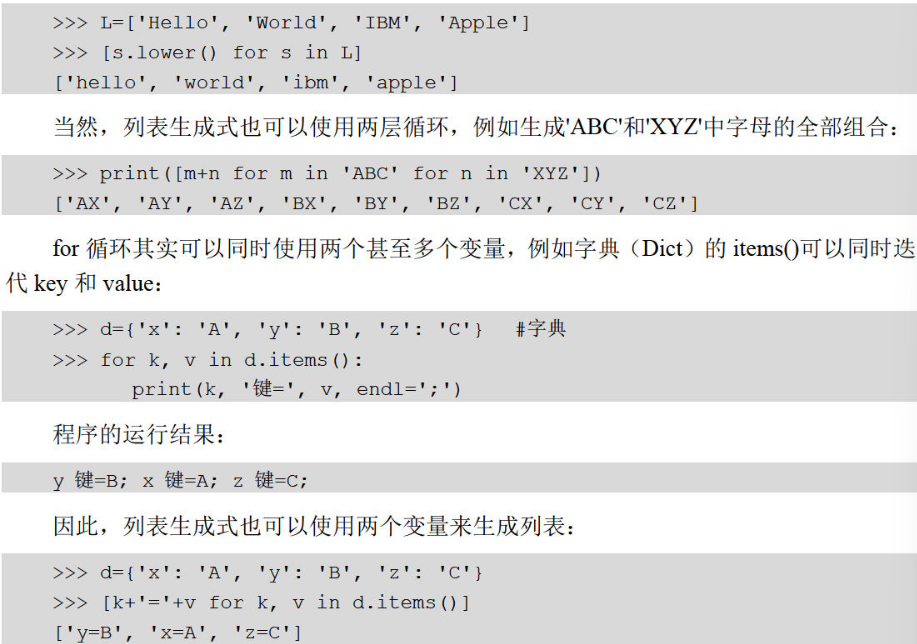 >>> L=['Hello', 'World', 'IBM', 'Apple']
>>> [s.lower() for s in L]
['hello', 'world', 'ibm', 'apple']
当然，列表生成式也可以使用两层循环，例如生成'ABC'和'XYZ'中字母的全部组合：
>>> print([m+n for m in 'ABC' for n in 'XYZ'])
['AX', 'AY', 'AZ', 'BX', 'BY', 'BZ', 'CX', 'CY', 'CZ']
for 循环其实可以同时使用两个甚至多个变量，例如字典（Dict）的 items()可以同时迭
代 key 和 value：
>>> d={'x': 'A', 'y': 'B', 'z': 'C'}   #字典
>>> for k, v in d.items():
print(k, '键=', v, endl=';')
程序的运行结果：
y 键=B; x 键=A; z 键=C;
因此，列表生成式也可以使用两个变量来生成列表：
>>> d={'x': 'A', 'y': 'B', 'z': 'C'}
>>> [k+'='+v for k, v in d.items()]
['y=B', 'x=A', 'z=C']